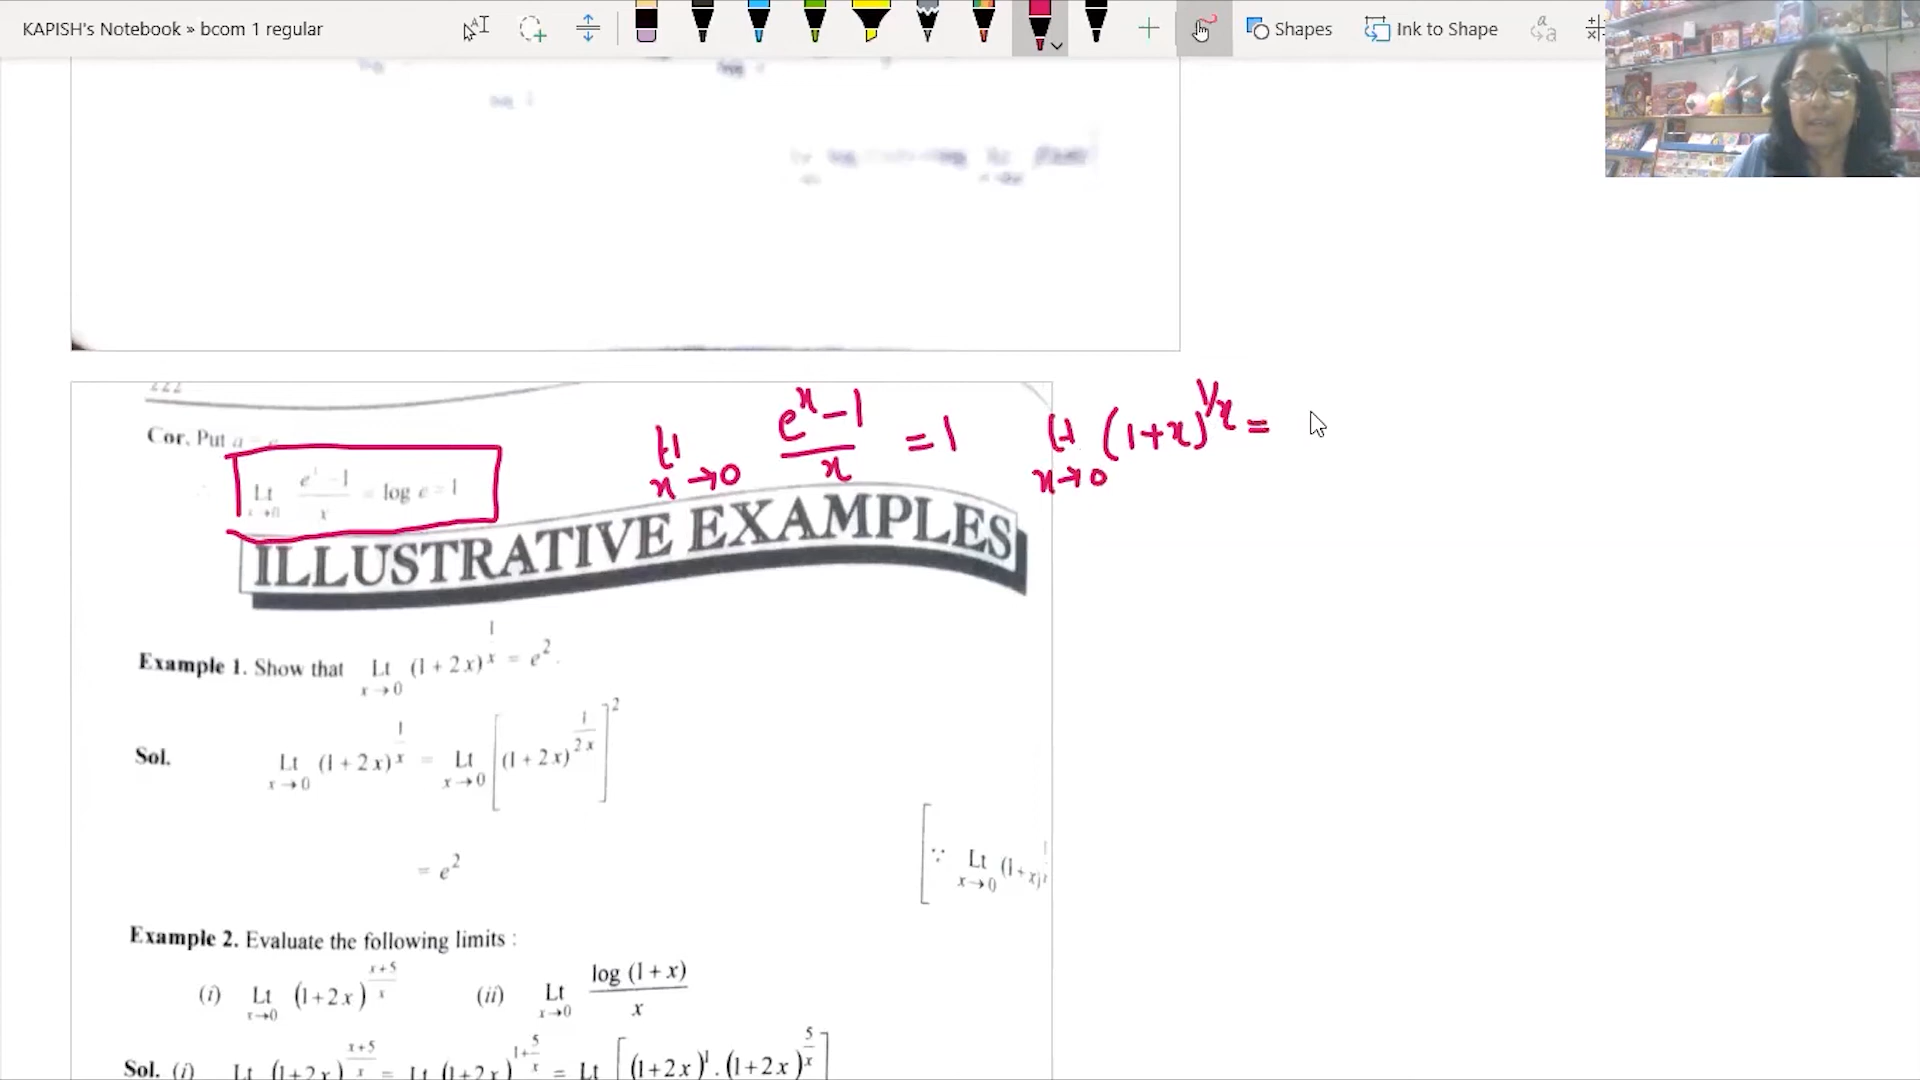 KAPISH's Notebook » bcom 1 regular
Shapes
Ink to Shape
Cor. Put a = e
Lt x→0 (e^x − 1)/x = log e = 1
lt x→0 (e^x − 1)/x = 1
lt x→0 (1+x)^1/x =
ILLUSTRATIVE EXAMPLES
Example 1. Show that Lt x→0 (1 + 2x)^(1/x) = e^2.
Sol. Lt x→0 (1 + 2x)^(1/x) = Lt x→0 [(1 + 2x)^(1/2x)]^2
= e^2
[∵ Lt x→0 (1+x)
Example 2. Evaluate the following limits :
(i) Lt x→0 (1+2x)^((x+5)/x) (ii) Lt x→0 log (1 + x)/x
Sol. (i) Lt (1+2x)^((x+5)/x) = Lt (1+2x)^(1+5/x) = Lt [(1+2x)^1 . (1+2x)^(5/x)]